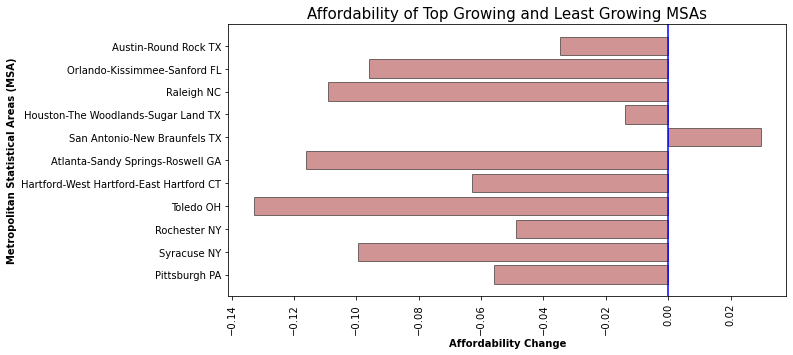 Affordability of Top Growing and Least Growing MSAs
Metropolitan Statistical Areas (MSA)
Austin-Round Rock TX
Orlando-Kissimmee-Sanford FL
Raleigh NC
Houston-The Woodlands-Sugar Land TX
San Antonio-New Braunfels TX
Atlanta-Sandy Springs-Roswell GA
Hartford-West Hartford-East Hartford CT
Toledo OH
Rochester NY
Syracuse NY
Pittsburgh PA
−0.14
−0.12
−0.10
−0.08
−0.06
−0.04
−0.02
0.00
0.02
Affordability Change